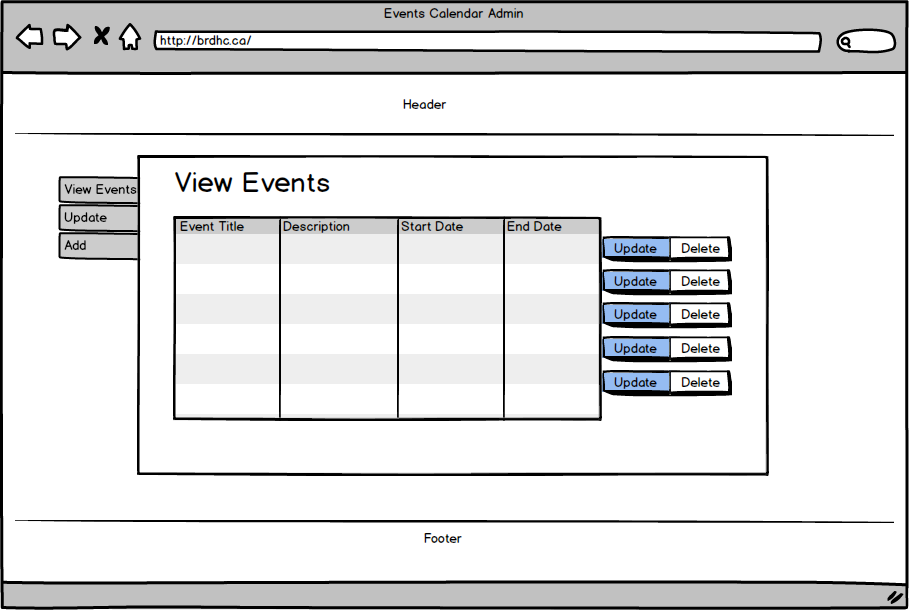 Events Calendar Admin
http://brdhc.ca/
Header
View Events
Update
Add
View Events
Event Title Description Start Date End Date
Update Delete
Update Delete
Update Delete
Update Delete
Update Delete
Footer